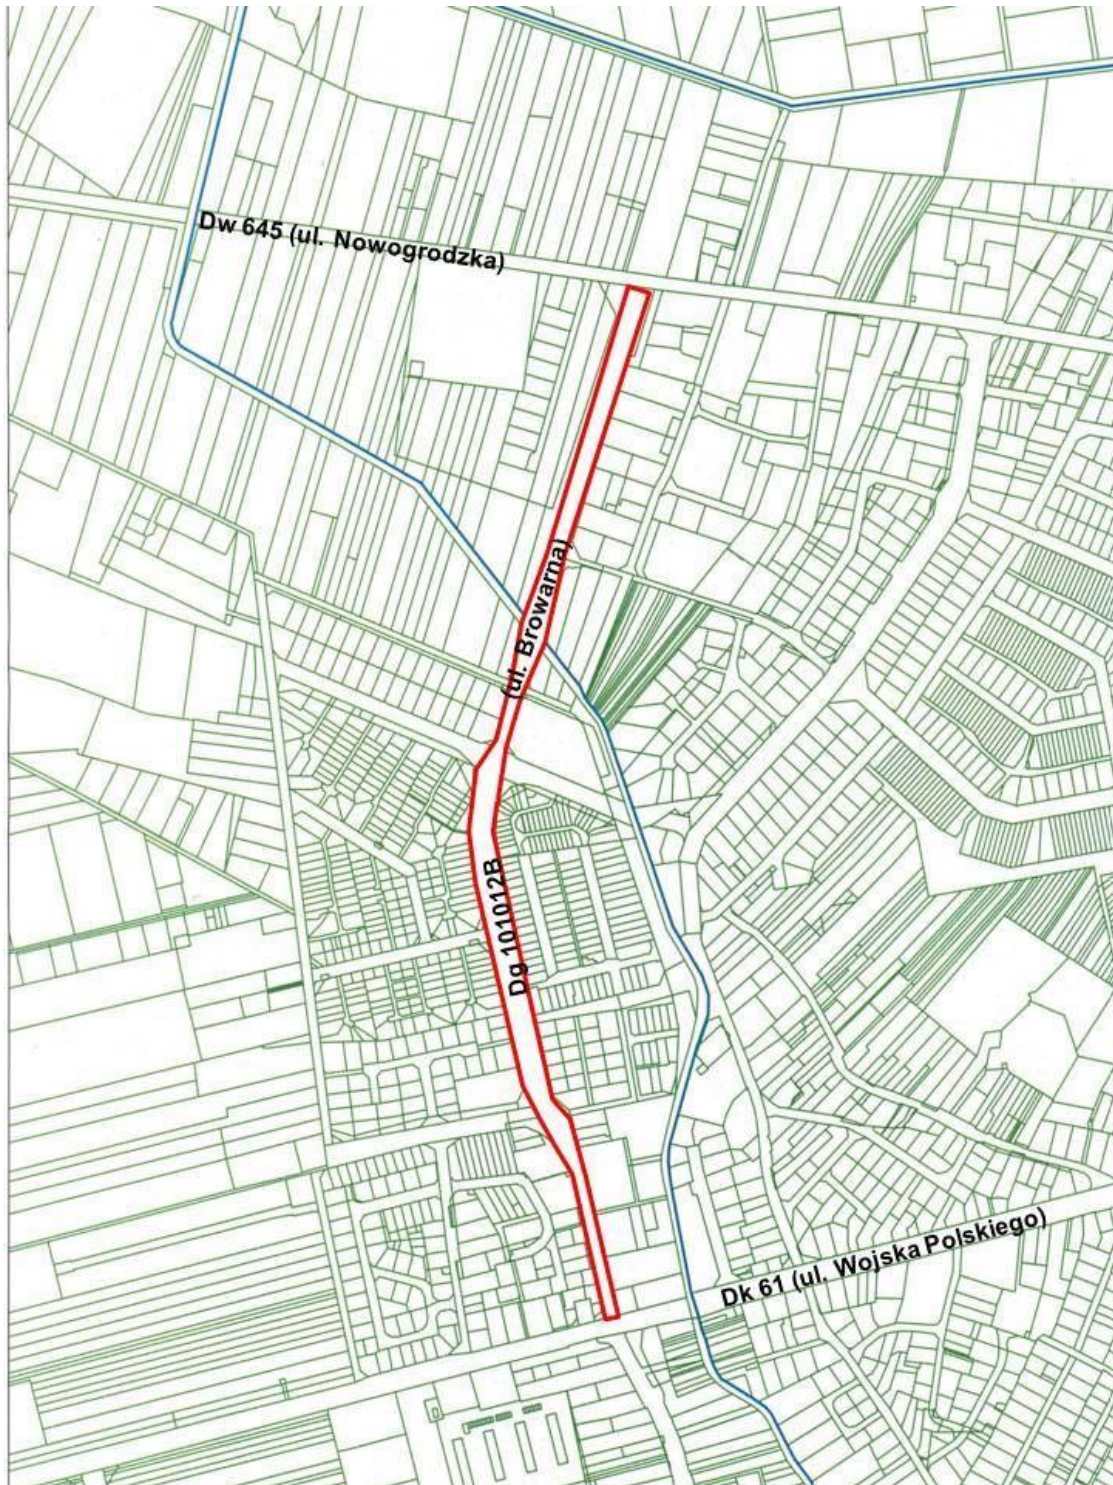 Dw 645 (ul. Nowogrodzka)
(ul. Browarna)
Dg 101012B
Dk 61 (ul. Wojska Polskiego)